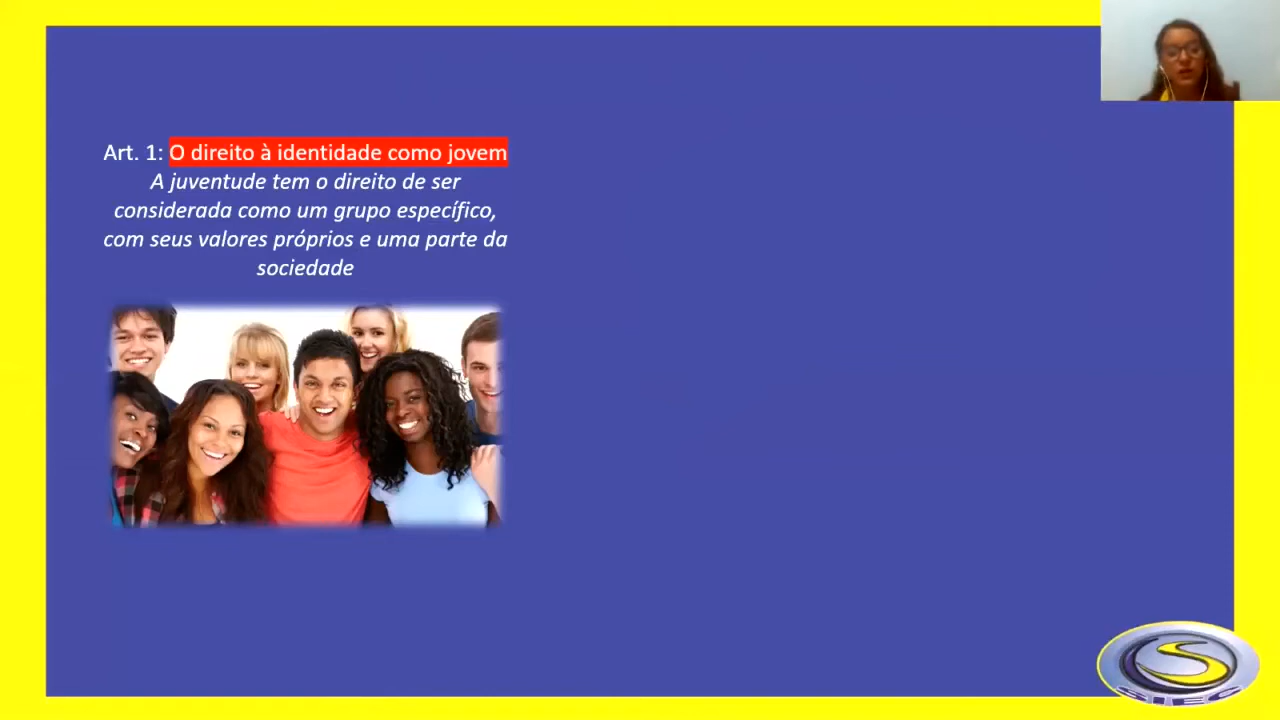 Art. 1: O direito à identidade como jovem
A juventude tem o direito de ser
considerada como um grupo específico,
com seus valores próprios e uma parte da
sociedade
SIEC